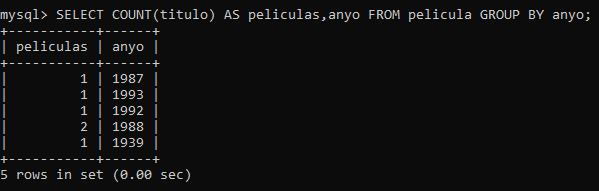 mysql> SELECT COUNT(titulo) AS peliculas,anyo FROM pelicula GROUP BY anyo;
+-----------+------+
| peliculas | anyo |
+-----------+------+
|         1 | 1987 |
|         1 | 1993 |
|         1 | 1992 |
|         2 | 1988 |
|         1 | 1939 |
+-----------+------+
5 rows in set (0.00 sec)